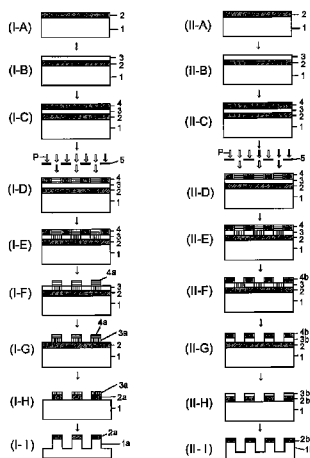 (I-A) 2 1
(I-B) 3 2 1
(I-C) 4 3 2 1
P 5
(I-D) 4 3 2 1
(I-E) 4 3 2 1
(I-F) 4a 3 2 1
(I-G) 4a 3a 2 1
(I-H) 3a 2a 1
(I-I) 2a 1a
(II-A) 2 1
(II-B) 3 2 1
(II-C) 4 3 2 1
P 5
(II-D) 4 3 2 1
(II-E) 4 3 2 1
(II-F) 4b 3 2 1
(II-G) 4b 3b 2 1
(II-H) 3b 2b 1
(II-I) 2b